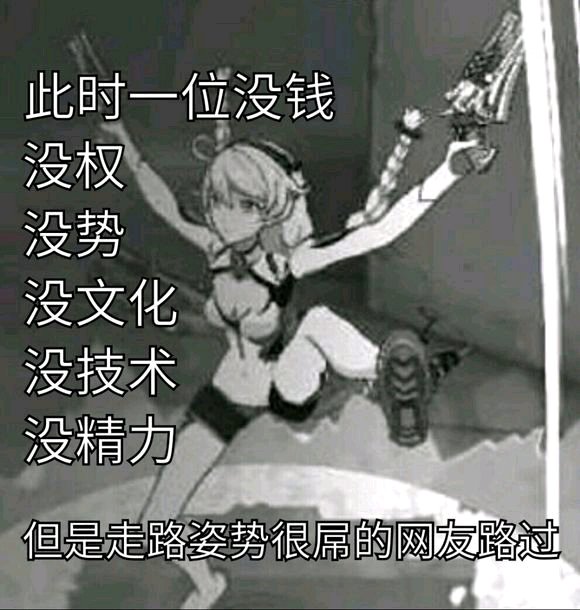 此时一位没钱
没权
没势
没文化
没技术
没精力
但是走路姿势很屌的网友路过